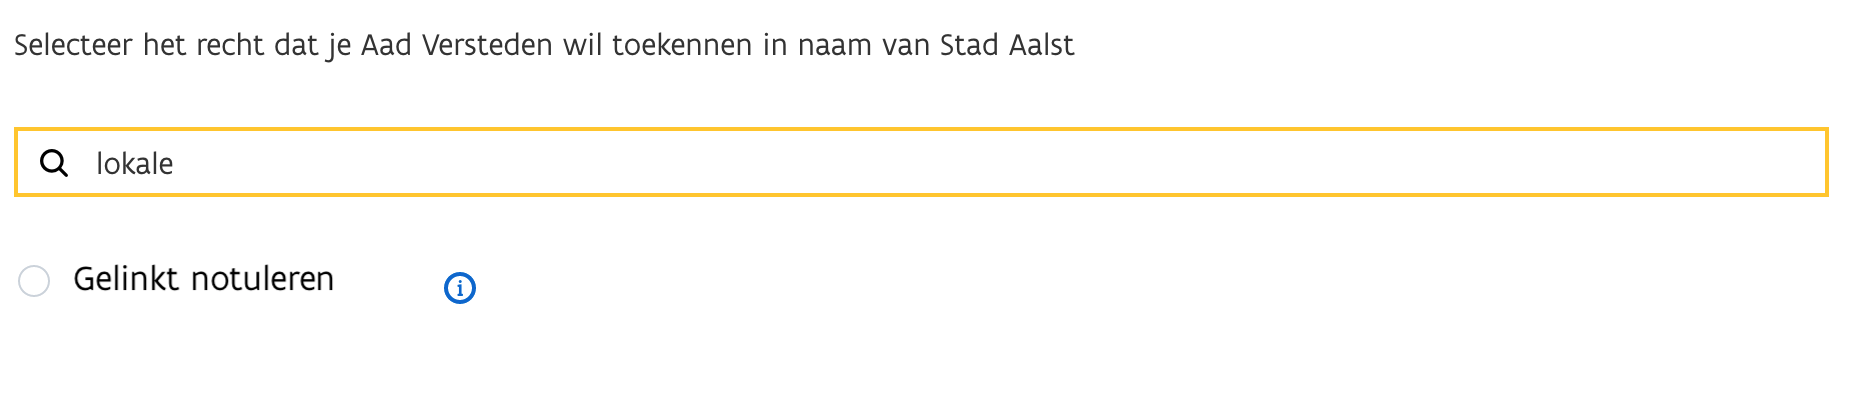 Selecteer het recht dat je Aad Versteden wil toekennen in naam van Stad Aalst
lokale
Gelinkt notuleren